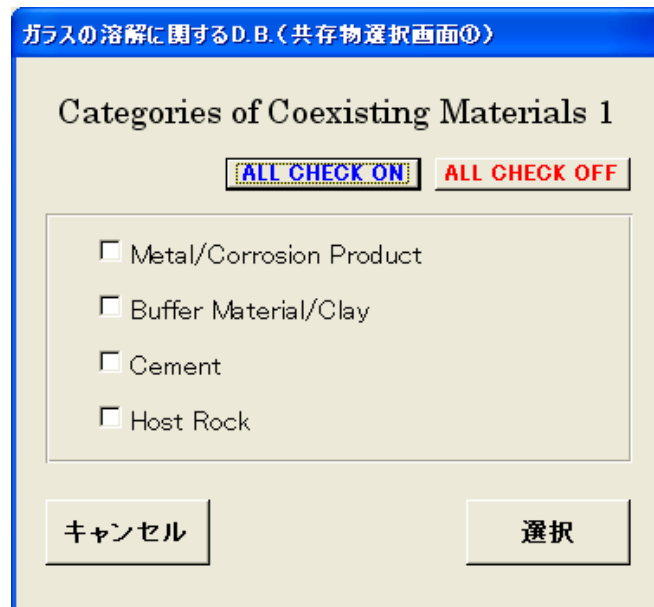 ガラスの溶解に関するD.B.(共存物選択画面①)
Categories of Coexisting Materials 1
ALL CHECK ON ALL CHECK OFF
Metal/Corrosion Product
Buffer Material/Clay
Cement
Host Rock
キャンセル 選択